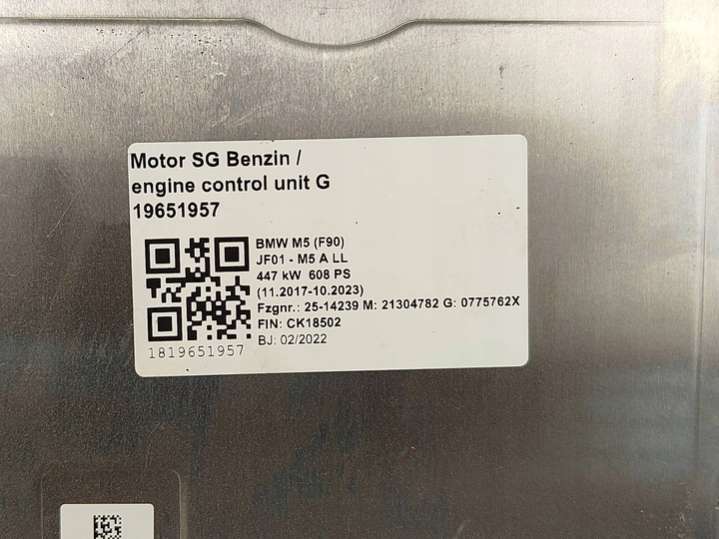 Motor SG Benzin /
engine control unit G
19651957
BMW M5 (F90)
JF01 - M5 A LL
447 kW 608 PS
(11.2017-10.2023)
Fzgnr.: 25-14239 M: 21304782 G: 0775762X
FIN: CK18502
BJ: 02/2022
1819651957